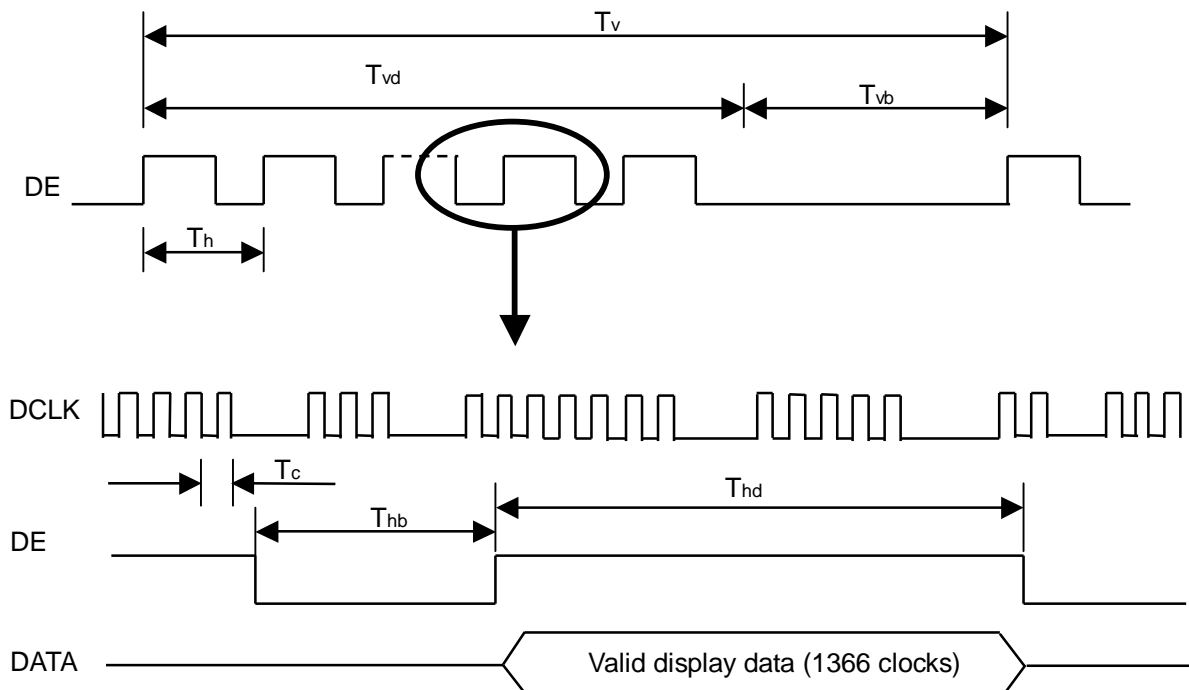 Tv
Tvd
Tvb
DE
Th
DCLK
Tc
Thd
Thb
DE
DATA
Valid display data (1366 clocks)